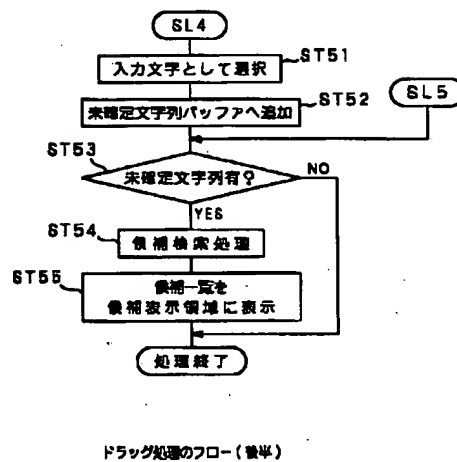 SL4
ST51
入力文字として選択
SL5
ST52
未確定文字列バッファへ追加
ST53
未確定文字列有?
NO
YES
ST54
候補検索処理
ST55
候補一覧を
候補表示領域に表示
処理終了
ドラッグ処理のフロー(後半)